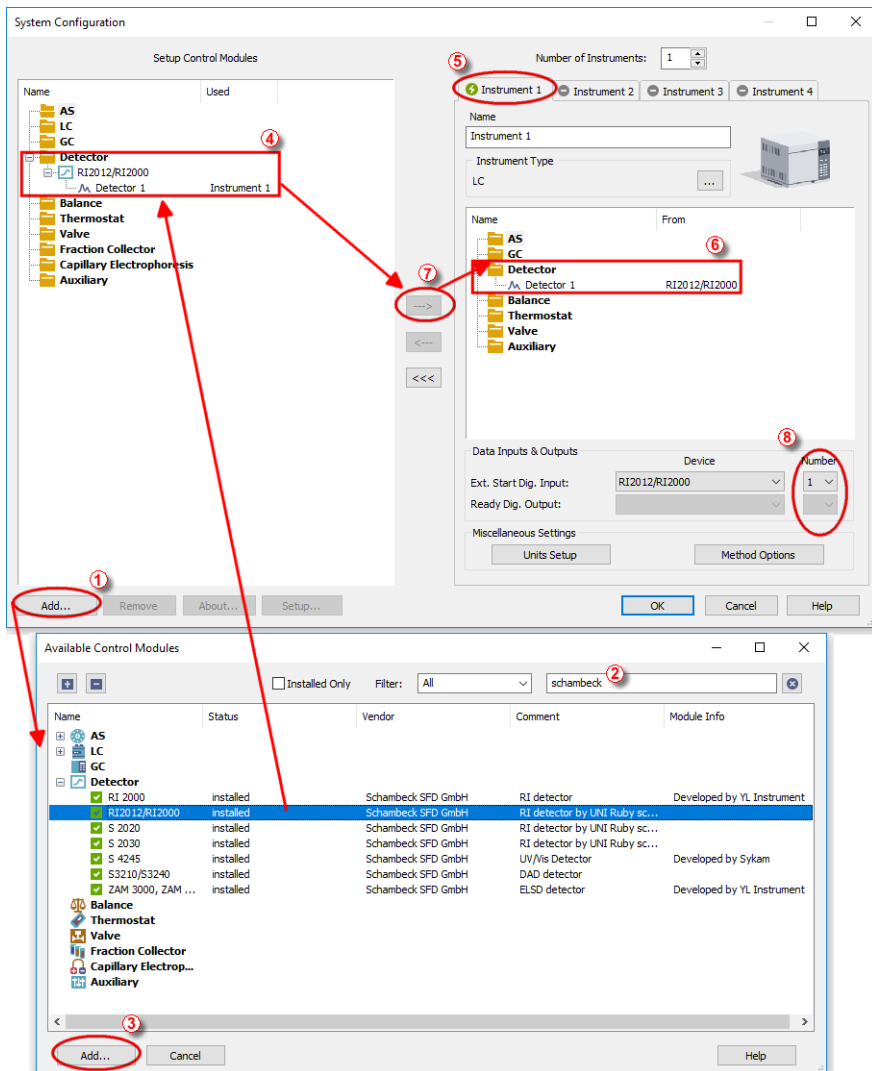 System Configuration
Setup Control Modules
Number of Instruments: 1
5
Instrument 1 Instrument 2 Instrument 3 Instrument 4
Name Used
AS
LC
GC
4
Detector
RI2012/RI2000
Detector 1 Instrument 1
Balance
Thermostat
Valve
Fraction Collector
Capillary Electrophoresis
Auxiliary
Name
Instrument 1
Instrument Type
LC ...
Name From
AS
GC
6
Detector
Detector 1 RI2012/RI2000
Balance
Thermostat
Valve
Auxiliary
7
--->
<---
<<<
8
Data Inputs & Outputs
Device Number
Ext. Start Dig. Input: RI2012/RI2000 1
Ready Dig. Output:
Miscellaneous Settings
Units Setup Method Options
1
Add... Remove About... Setup... OK Cancel Help
Available Control Modules
Installed Only Filter: All schambeck
2
Name Status Vendor Comment Module Info
AS
LC
GC
Detector
RI 2000 installed Schambeck SFD GmbH RI detector Developed by YL Instrument
RI2012/RI2000 installed Schambeck SFD GmbH RI detector by UNI Ruby sc...
S 2020 installed Schambeck SFD GmbH RI detector by UNI Ruby sc...
S 2030 installed Schambeck SFD GmbH RI detector by UNI Ruby sc...
S 4245 installed Schambeck SFD GmbH UV/Vis Detector Developed by Sykam
S3210/S3240 installed Schambeck SFD GmbH DAD detector
ZAM 3000, ZAM ... installed Schambeck SFD GmbH ELSD detector Developed by YL Instrument
Balance
Thermostat
Valve
Fraction Collector
Capillary Electrop...
Auxiliary
3
Add... Cancel Help